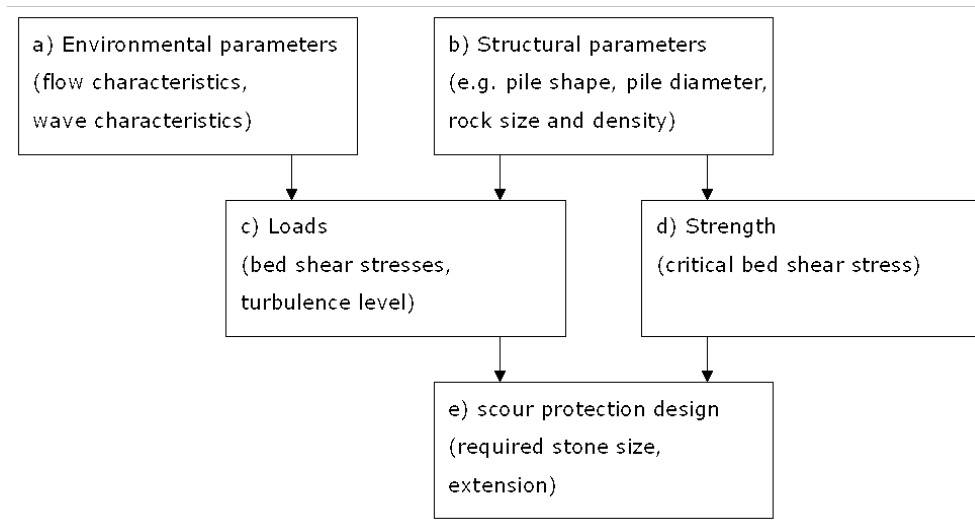 a) Environmental parameters
(flow characteristics,
wave characteristics)
b) Structural parameters
(e.g. pile shape, pile diameter,
rock size and density)
c) Loads
(bed shear stresses,
turbulence level)
d) Strength
(critical bed shear stress)
e) scour protection design
(required stone size,
extension)